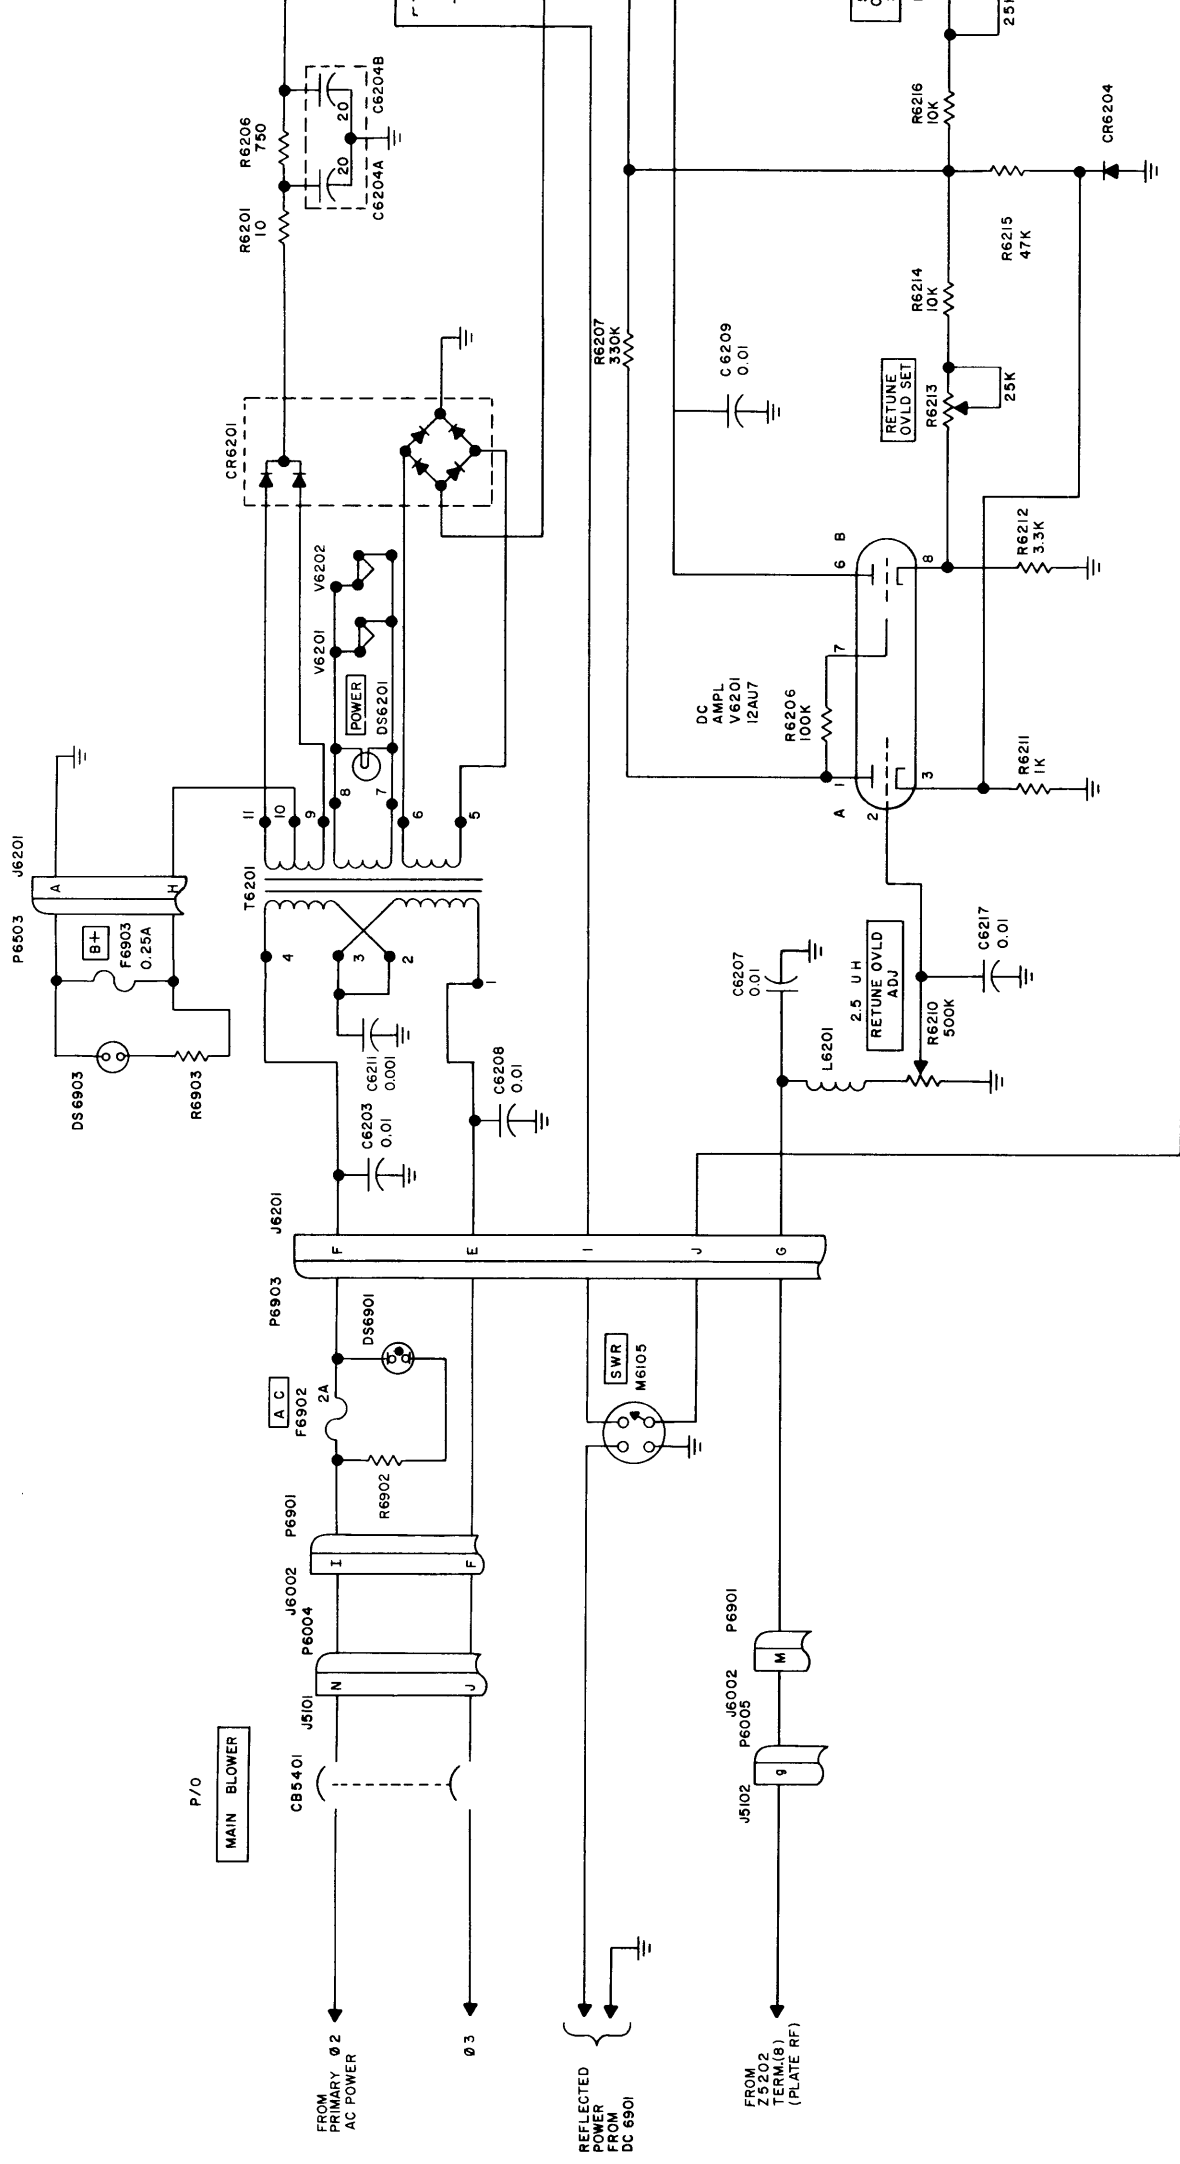 R6206
750
R6201
10
20
20
C6204B
C6204A
CR6201
V6202
V6201
POWER
DS6201
11
10
9
8
7
6
5
T6201
4
3
2
1
J6201
P6503
A
H
B+
F6903
0.25A
DS6903
R6903
C6211
0.001
C6203
0.01
C6208
0.01
J6201
P6903
F
E
I
J
G
A C
F6902
2A
DS6901
R6902
SWR
M6105
P6901
J6002
I
F
P6004
J5101
N
J
P/O
MAIN BLOWER
CB5401
FROM
PRIMARY Ø2
AC POWER
Ø3
REFLECTED
POWER
FROM
DC 6901
FROM
Z5202
TERM.(8)
(PLATE RF)
P6901
J6002
M
P6005
J5102
g
R6207
330K
C6209
0.01
DC
AMPL
V6201
12AU7
R6206
100K
A
1
2
3
7
6
B
8
R6211
1K
R6212
3.3K
RETUNE
OVLD SET
R6213
25K
R6214
10K
R6215
47K
R6216
10K
CR6204
C6207
0.01
L6201
2.5 UH
RETUNE OVLD
ADJ
R6210
500K
C6217
0.01